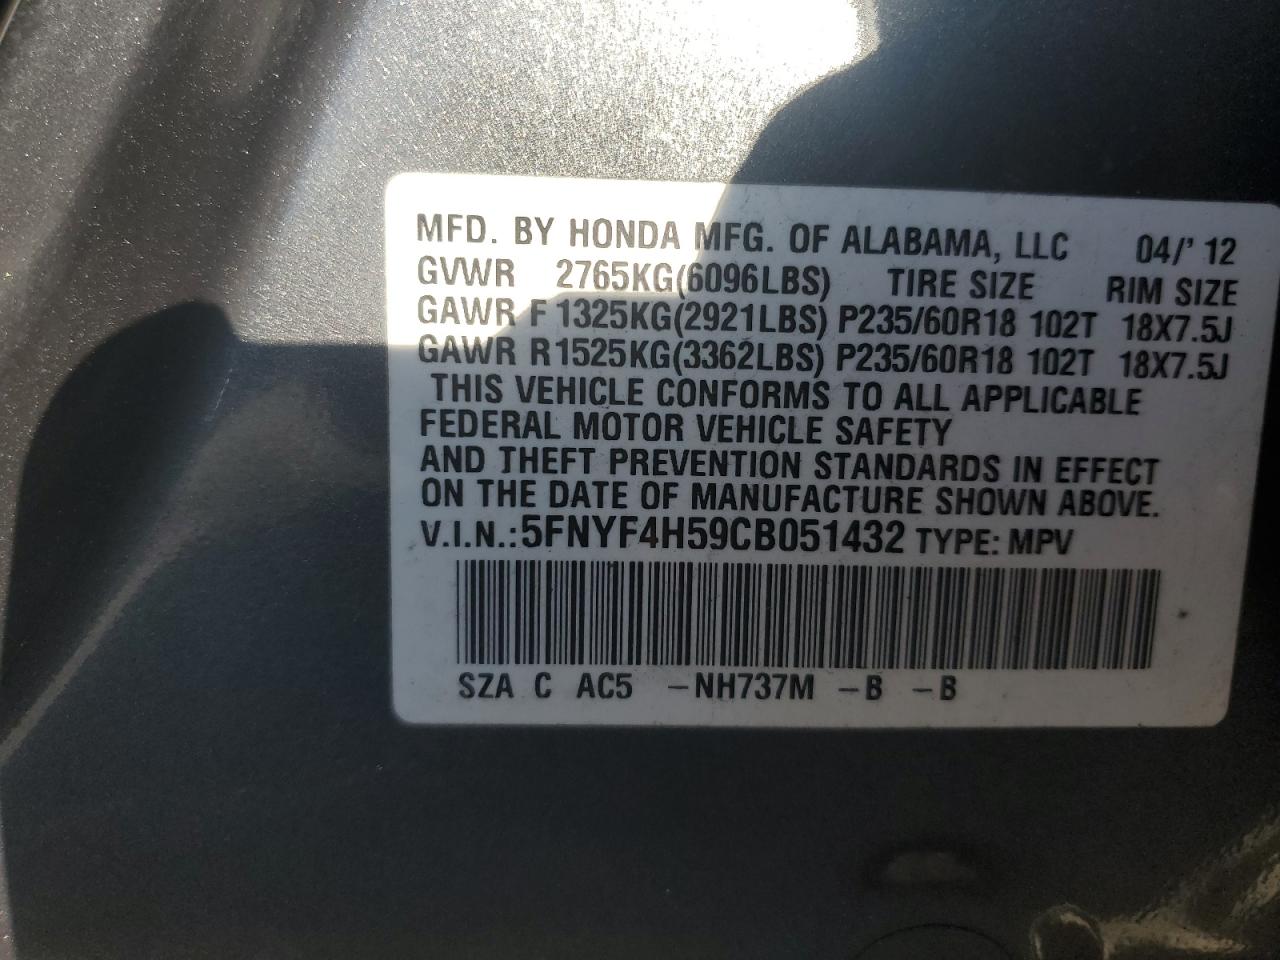 MFD. BY HONDA MFG. OF ALABAMA, LLC 04/' 12
GVWR 2765KG(6096LBS) TIRE SIZE RIM SIZE
GAWR F 1325KG(2921LBS) P235/60R18 102T 18X7.5J
GAWR R1525KG(3362LBS) P235/60R18 102T 18X7.5J
THIS VEHICLE CONFORMS TO ALL APPLICABLE
FEDERAL MOTOR VEHICLE SAFETY
AND THEFT PREVENTION STANDARDS IN EFFECT
ON THE DATE OF MANUFACTURE SHOWN ABOVE.
V.I.N.:5FNYF4H59CB051432 TYPE: MPV
SZA C AC5 -NH737M -B -B